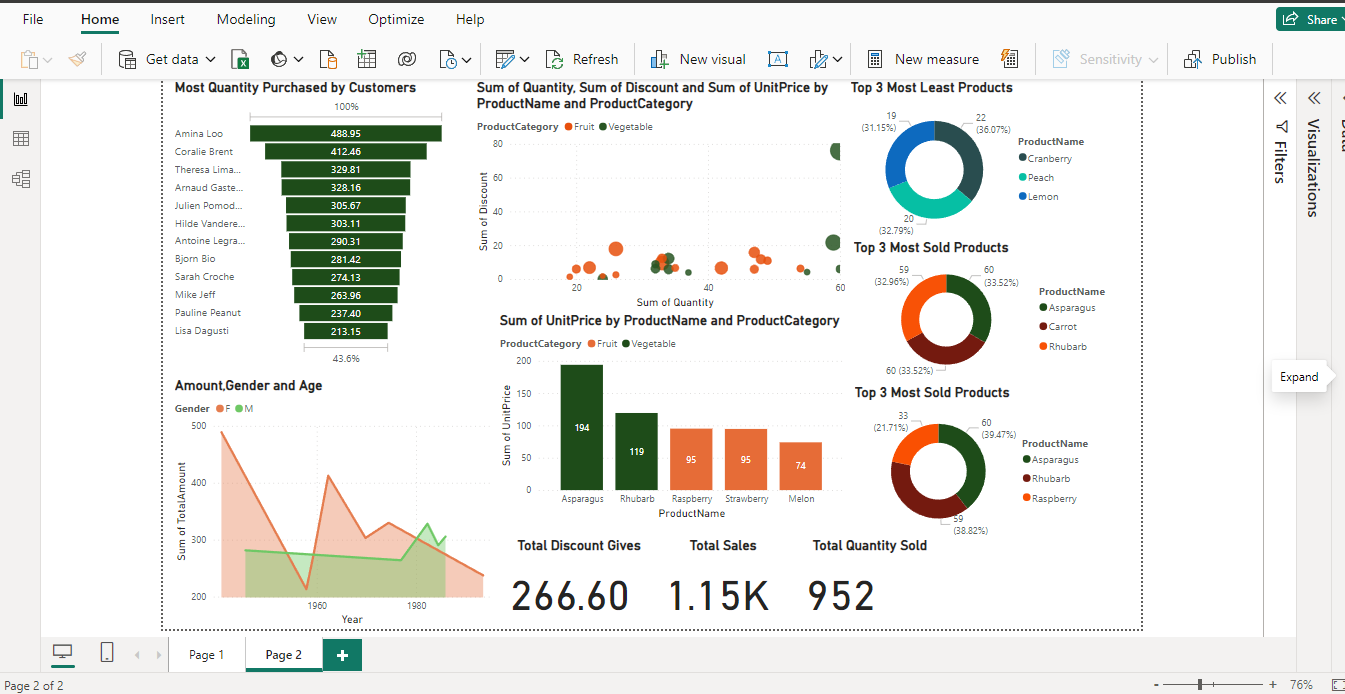 File Home Insert Modeling View Optimize Help Share
Get data Refresh New visual New measure Sensitivity Publish
Most Quantity Purchased by Customers
100%
Amina Loo 488.95
Coralie Brent 412.46
Theresa Lima... 329.81
Arnaud Gaste... 328.16
Julien Pomod... 305.67
Hilde Vandere... 303.11
Antoine Legra... 290.31
Bjorn Bio 281.42
Sarah Croche 274.13
Mike Jeff 263.96
Pauline Peanut 237.40
Lisa Dagusti 213.15
43.6%
Amount,Gender and Age
Gender F M
Sum of TotalAmount
500
400
300
200
1960 1980
Year
Sum of Quantity, Sum of Discount and Sum of UnitPrice by
ProductName and ProductCategory
ProductCategory Fruit Vegetable
Sum of Discount
80
60
40
20
0
20 40 60
Sum of Quantity
Sum of UnitPrice by ProductName and ProductCategory
ProductCategory Fruit Vegetable
Sum of UnitPrice
200
150
100
50
0
194 119 95 95 74
Asparagus Rhubarb Raspberry Strawberry Melon
ProductName
Top 3 Most Least Products
19
(31.15%)
22
(36.07%)
20
(32.79%)
ProductName
Cranberry
Peach
Lemon
Top 3 Most Sold Products
59
(32.96%)
60
(33.52%)
60 (33.52%)
ProductName
Asparagus
Carrot
Rhubarb
Top 3 Most Sold Products
33
(21.71%)
60
(39.47%)
59
(38.82%)
ProductName
Asparagus
Rhubarb
Raspberry
Total Discount Gives Total Sales Total Quantity Sold
266.60 1.15K 952
Filters
Visualizations
Expand
Page 1 Page 2
Page 2 of 2
- + 76%